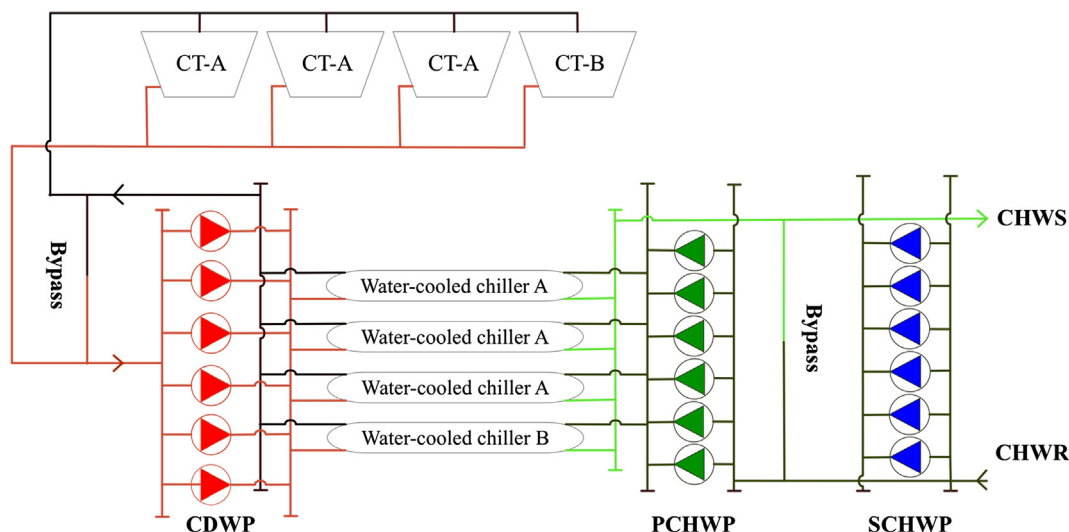 CT-A
CT-A
CT-A
CT-B
Bypass
CHWS
Water-cooled chiller A
Water-cooled chiller A
Bypass
Water-cooled chiller A
Water-cooled chiller B
CHWR
CDWP
PCHWP
SCHWP